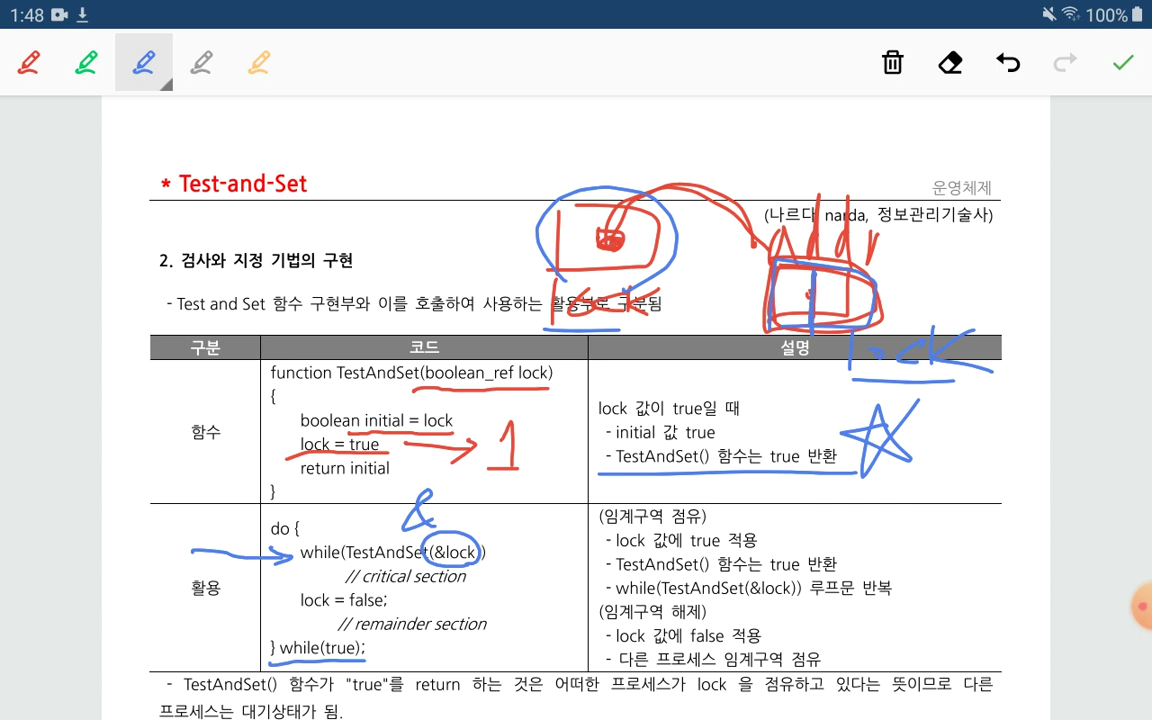 1:48 100%
* Test-and-Set
운영체제
(나르다 narda, 정보관리기술사)
Addr
2. 검사와 지정 기법의 구현
- Test and Set 함수 구현부와 이를 호출하여 사용하는 활용부로 구분됨
lock
lock
구분 코드 설명
함수
function TestAndSet(boolean_ref lock)
{
boolean initial = lock
lock = true
1
return initial
}
lock 값이 true일 때
- initial 값 true
- TestAndSet() 함수는 true 반환
활용
&
do {
while(TestAndSet(&lock))
// critical section
lock = false;
// remainder section
} while(true);
(임계구역 점유)
- lock 값에 true 적용
- TestAndSet() 함수는 true 반환
- while(TestAndSet(&lock)) 루프문 반복
(임계구역 해제)
- lock 값에 false 적용
- 다른 프로세스 임계구역 점유
- TestAndSet() 함수가 "true"를 return 하는 것은 어떠한 프로세스가 lock 을 점유하고 있다는 뜻이므로 다른
프로세스는 대기상태가 됨.